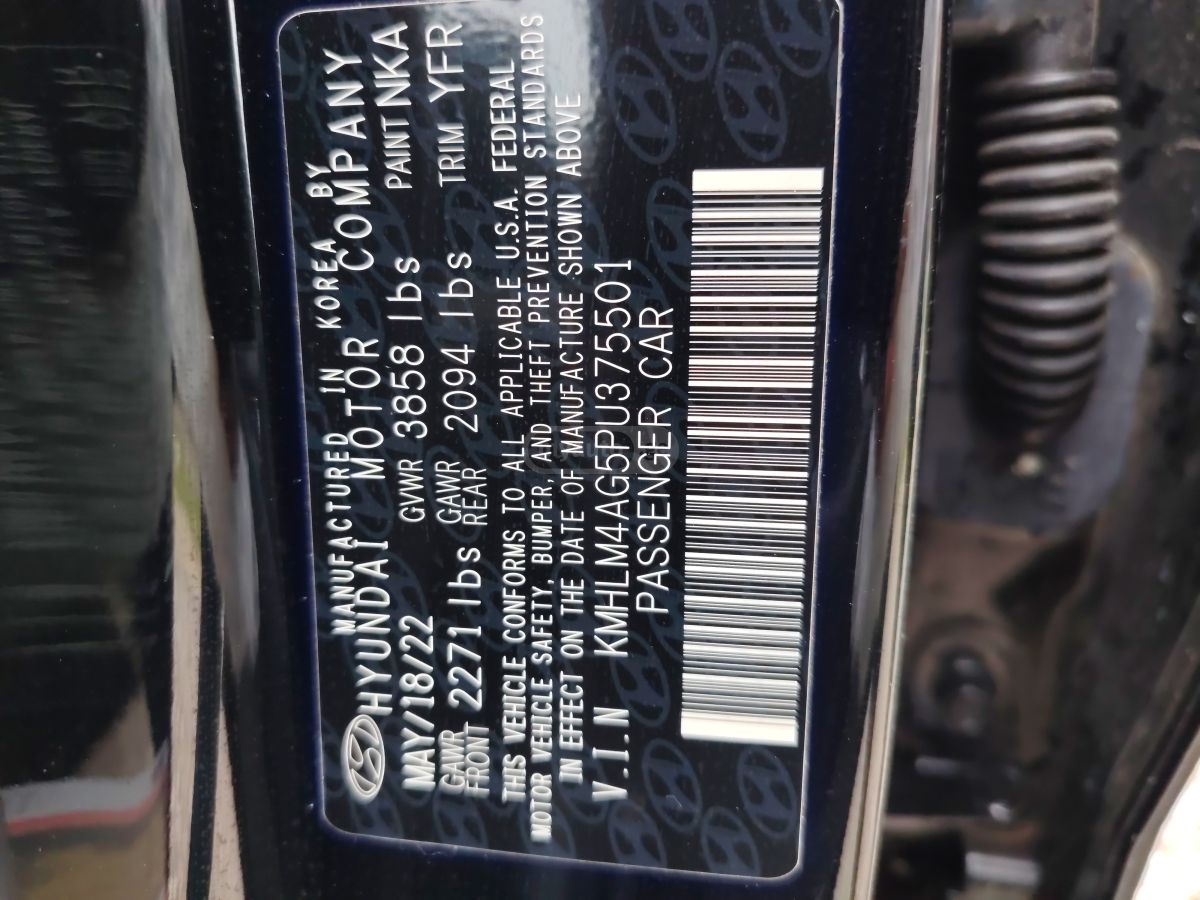 MANUFACTURED IN KOREA BY
HYUNDAI MOTOR COMPANY
MAY/18/22 GVWR 3858 lbs PAINT NKA
GAWR FRONT 2271 lbs GAWR REAR 2094 lbs TRIM YFR
THIS VEHICLE CONFORMS TO ALL APPLICABLE U.S.A. FEDERAL
MOTOR VEHICLE SAFETY, BUMPER, AND THEFT PREVENTION STANDARDS
IN EFFECT ON THE DATE OF MANUFACTURE SHOWN ABOVE
V.I.N KMHLM4AG5PU375501
PASSENGER CAR